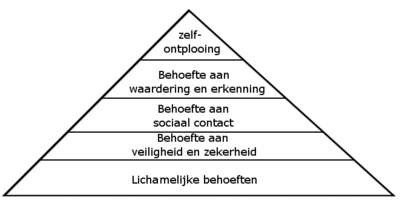 zelf-
ontplooing
Behoefte aan
waardering en erkenning
Behoefte aan
sociaal contact
Behoefte aan
veiligheid en zekerheid
Lichamelijke behoeften